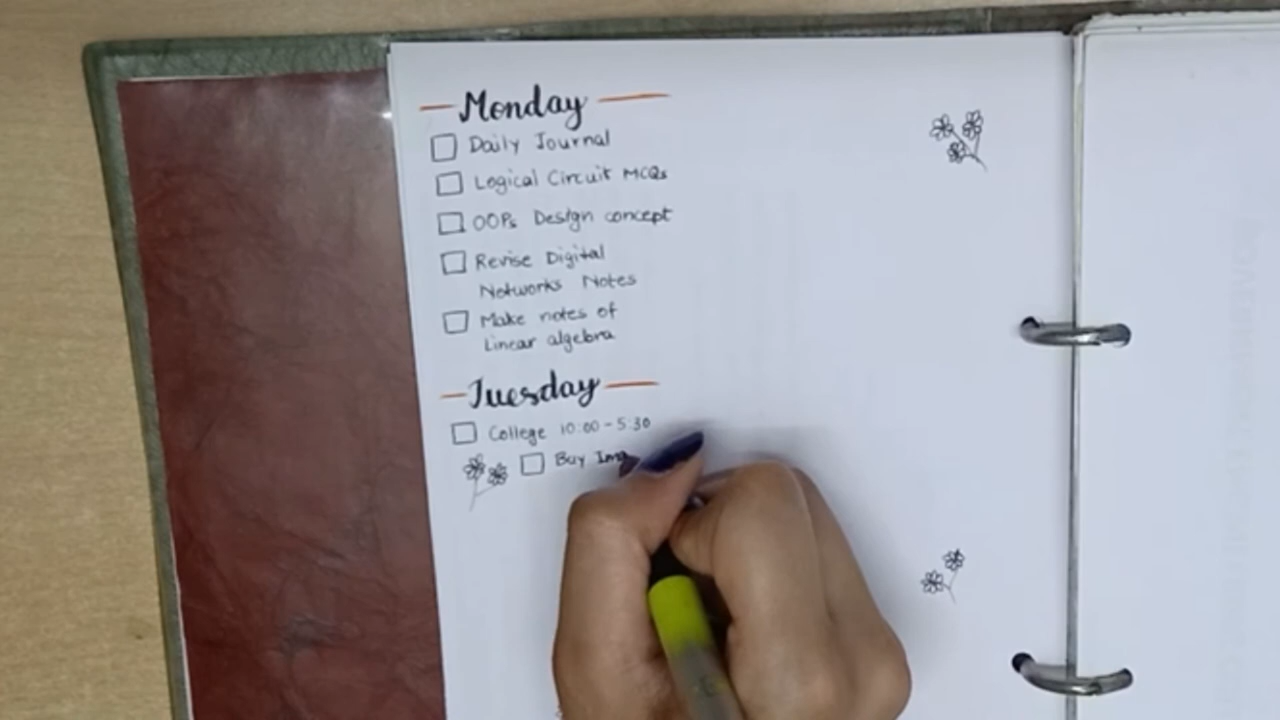 Monday
Daily Journal
Logical Circuit MCQs
OOPs Design concept
Revise Digital
Notworks Notes
Make notes of
Linear algebra
Tuesday
College 10:00 - 5:30
Buy